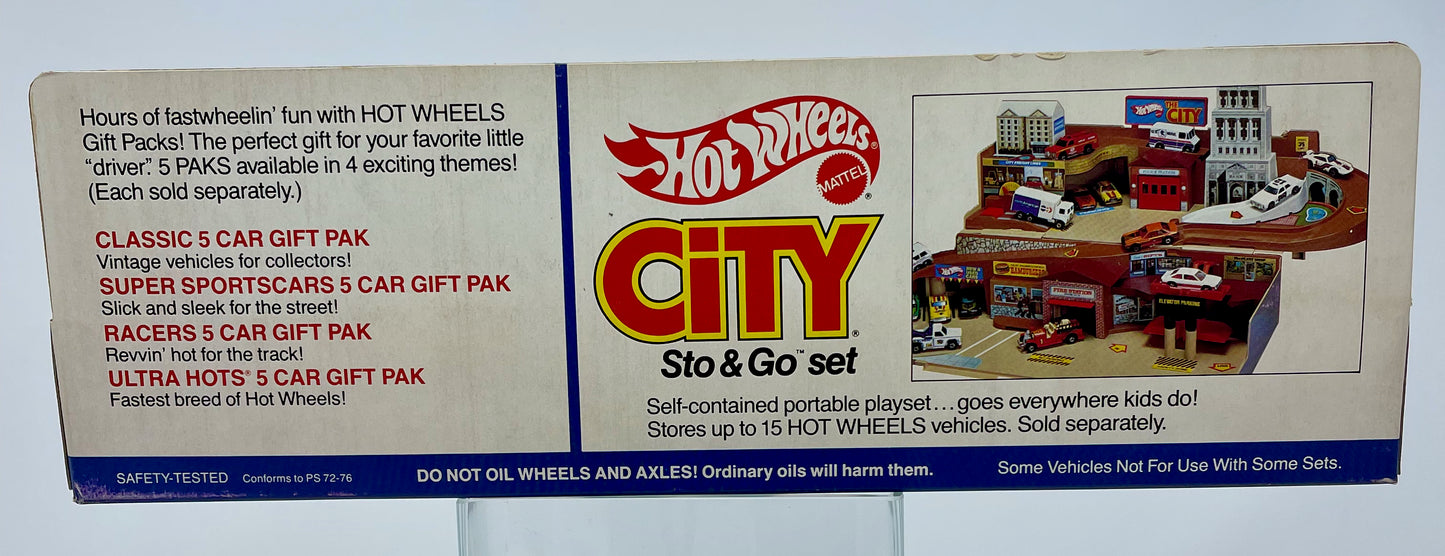 Hours of fastwheelin' fun with HOT WHEELS
Gift Packs! The perfect gift for your favorite little
"driver". 5 PAKS available in 4 exciting themes!
(Each sold separately.)
CLASSIC 5 CAR GIFT PAK
Vintage vehicles for collectors!
SUPER SPORTSCARS 5 CAR GIFT PAK
Slick and sleek for the street!
RACERS 5 CAR GIFT PAK
Revvin' hot for the track!
ULTRA HOTS® 5 CAR GIFT PAK
Fastest breed of Hot Wheels!
Hot Wheels®
MATTEL®
CiTY®
Sto & Go™ set
Hot Wheels THE CITY
FIRE STATION
HAMBURGERS
ELEVATOR PARKING
Self-contained portable playset...goes everywhere kids do!
Stores up to 15 HOT WHEELS vehicles. Sold separately.
SAFETY-TESTED Conforms to PS 72-76
DO NOT OIL WHEELS AND AXLES! Ordinary oils will harm them.
Some Vehicles Not For Use With Some Sets.